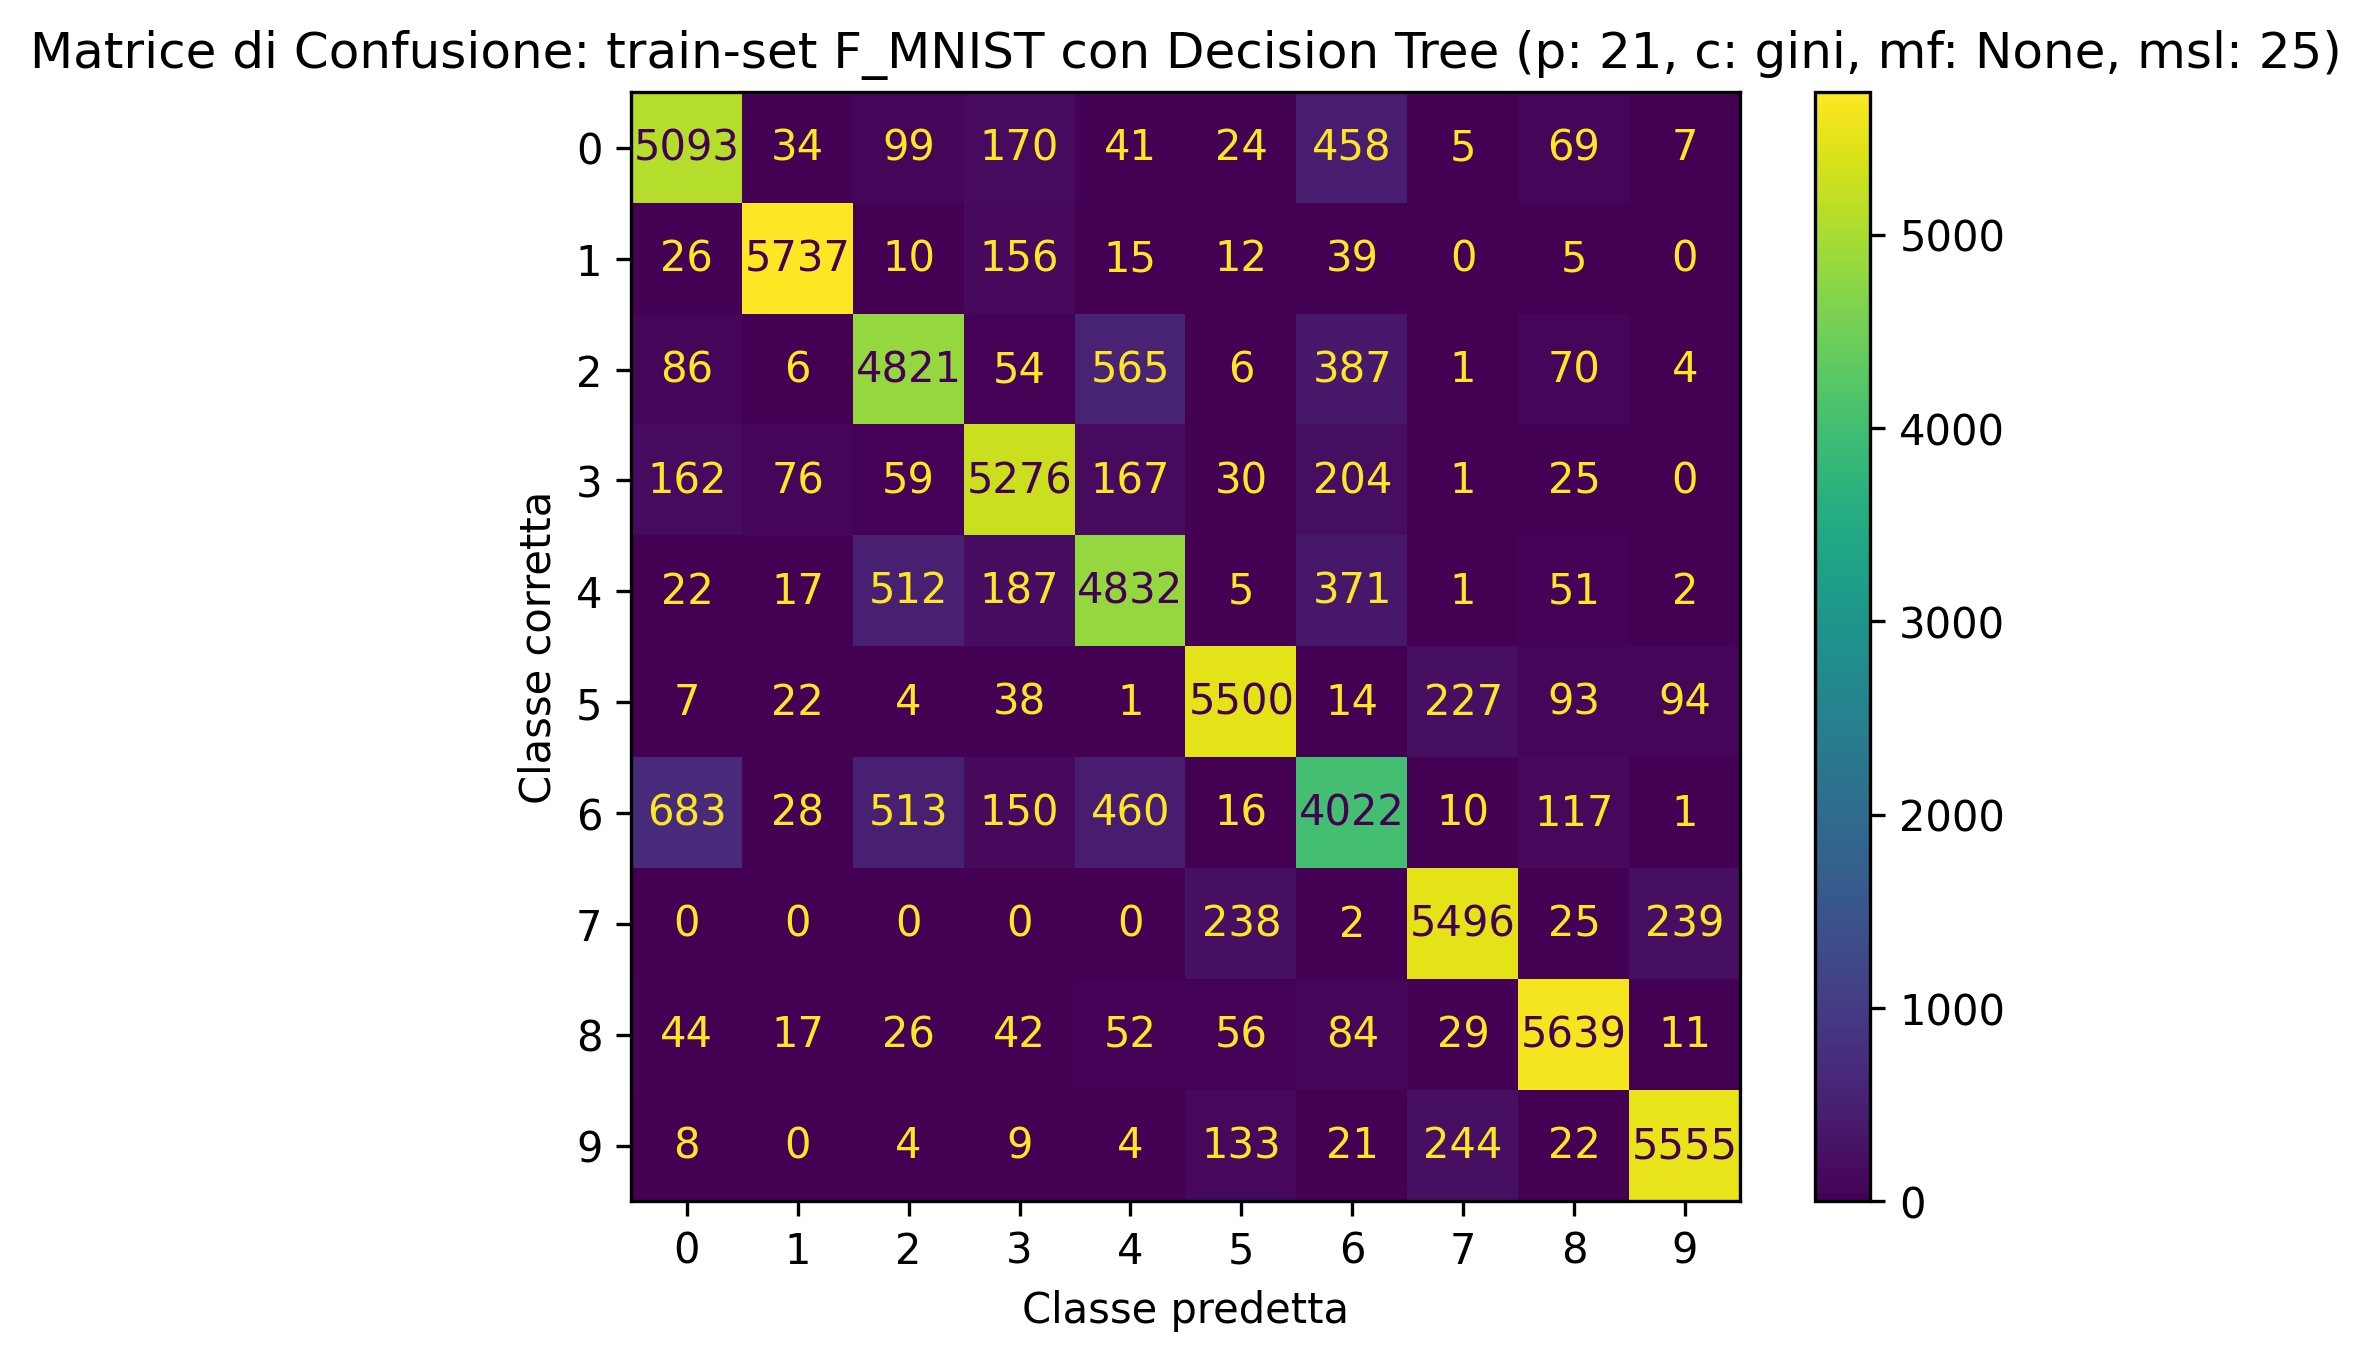 Matrice di Confusione: train-set F_MNIST con Decision Tree (p: 21, c: gini, mf: None, msl: 25)
Classe corretta
0 5093 34 99 170 41 24 458 5 69 7
1 26 5737 10 156 15 12 39 0 5 0
2 86 6 4821 54 565 6 387 1 70 4
3 162 76 59 5276 167 30 204 1 25 0
4 22 17 512 187 4832 5 371 1 51 2
5 7 22 4 38 1 5500 14 227 93 94
6 683 28 513 150 460 16 4022 10 117 1
7 0 0 0 0 0 238 2 5496 25 239
8 44 17 26 42 52 56 84 29 5639 11
9 8 0 4 9 4 133 21 244 22 5555
0 1 2 3 4 5 6 7 8 9
Classe predetta
5000
4000
3000
2000
1000
0